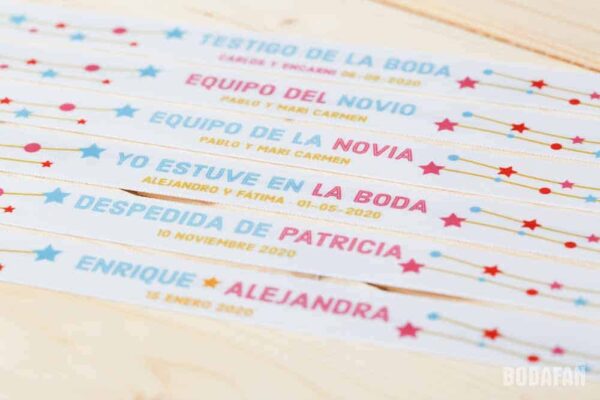 TESTIGO DE LA BODA
CARLOS Y ENCARNI 06-09-2020
EQUIPO DEL NOVIO
PABLO Y MARI CARMEN
EQUIPO DE LA NOVIA
PABLO Y MARI CARMEN
YO ESTUVE EN LA BODA
ALEJANDRO Y FÁTIMA 01-05-2020
DESPEDIDA DE PATRICIA
10 NOVIEMBRE 2020
ENRIQUE ALEJANDRA
15 ENERO 2020
BODAFAN